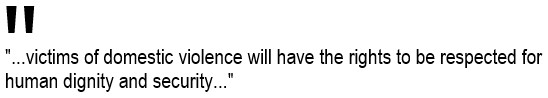 "
"...victims of domestic violence will have the rights to be respected for
human dignity and security..."